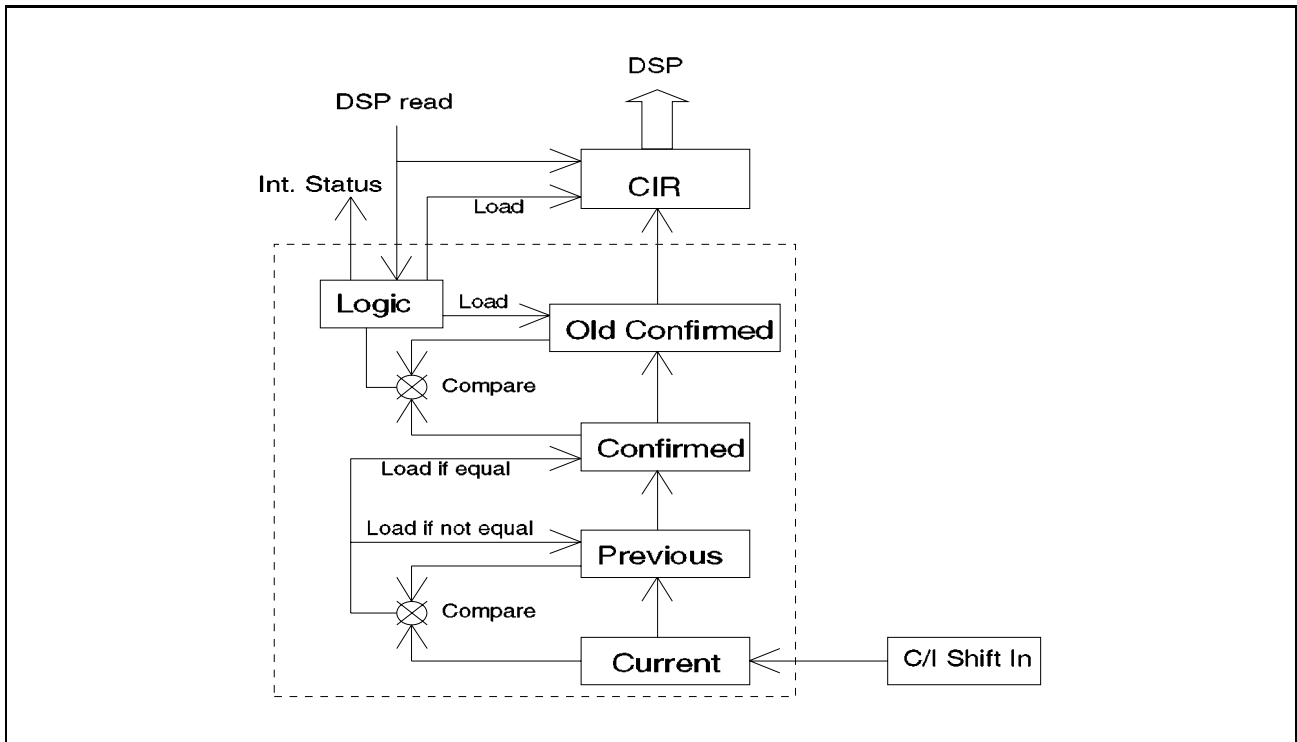 DSP
DSP read
Int. Status
CIR
Load
Logic
Load
Old Confirmed
Compare
Confirmed
Load if equal
Load if not equal
Previous
Compare
Current
C/I Shift In